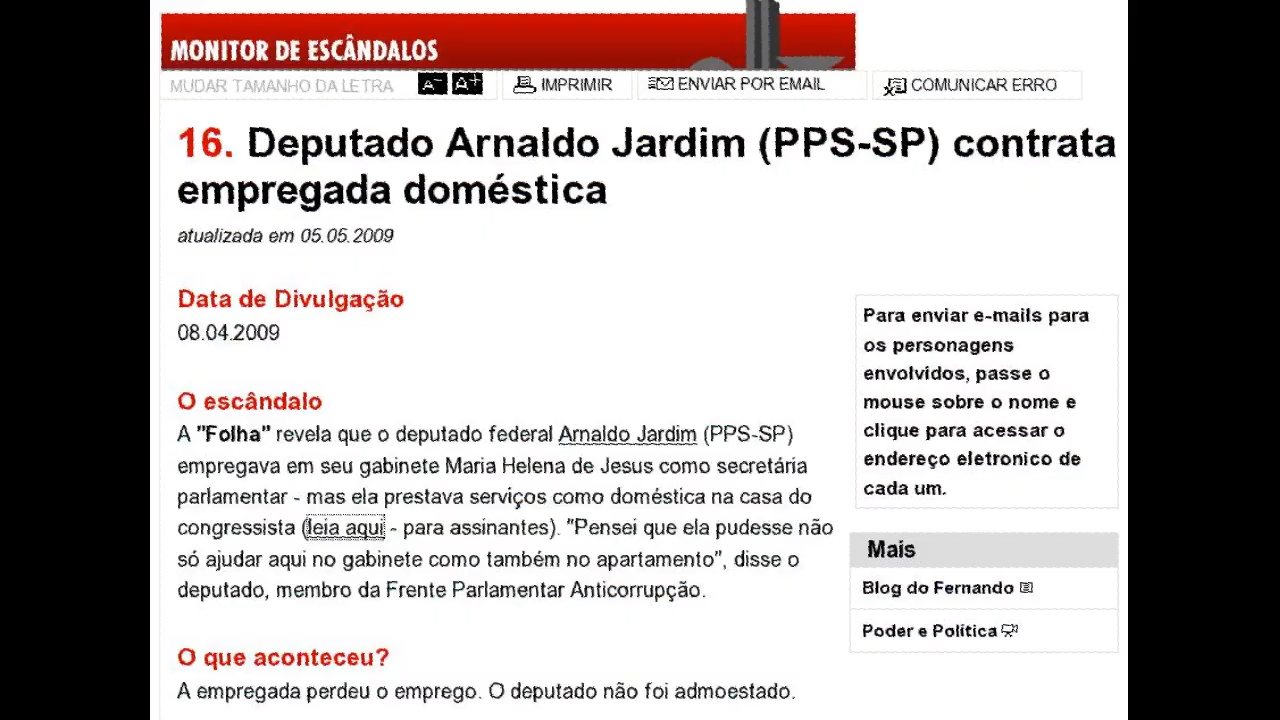 MONITOR DE ESCÂNDALOS
MUDAR TAMANHO DA LETRA A- A+ IMPRIMIR ENVIAR POR EMAIL COMUNICAR ERRO
16. Deputado Arnaldo Jardim (PPS-SP) contrata
empregada doméstica
atualizada em 05.05.2009
Data de Divulgação
08.04.2009
O escândalo
A "Folha" revela que o deputado federal Arnaldo Jardim (PPS-SP)
empregava em seu gabinete Maria Helena de Jesus como secretária
parlamentar - mas ela prestava serviços como doméstica na casa do
congressista (leia aqui - para assinantes). "Pensei que ela pudesse não
só ajudar aqui no gabinete como também no apartamento", disse o
deputado, membro da Frente Parlamentar Anticorrupção.
O que aconteceu?
A empregada perdeu o emprego. O deputado não foi admoestado.
Para enviar e-mails para
os personagens
envolvidos, passe o
mouse sobre o nome e
clique para acessar o
endereço eletronico de
cada um.
Mais
Blog do Fernando
Poder e Política